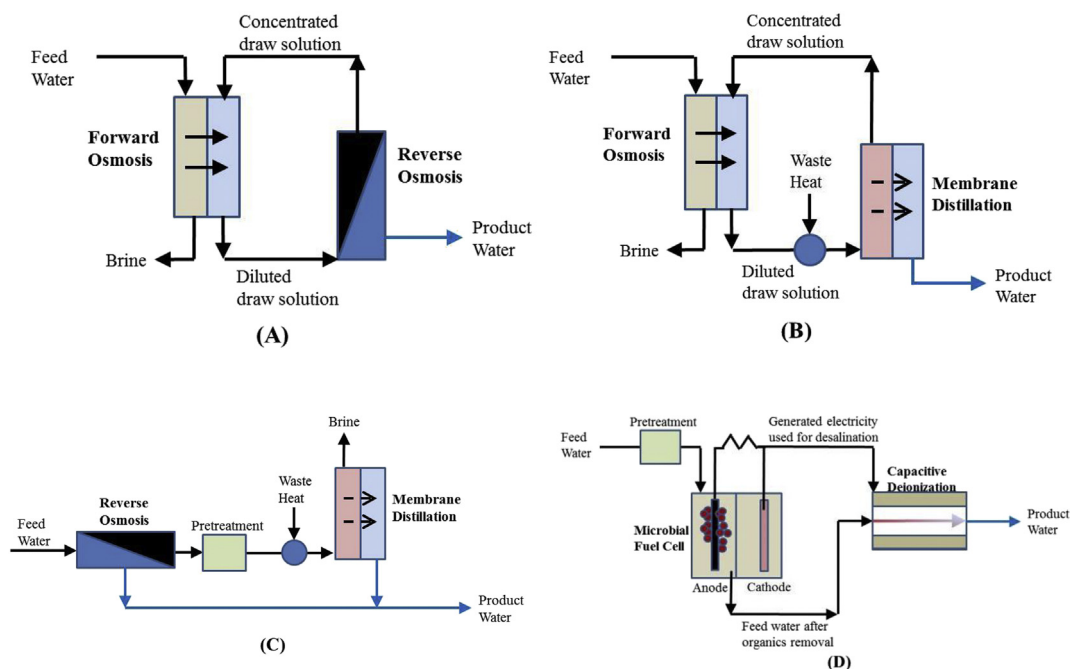 Concentrated
draw solution
Feed
Water
Forward
Osmosis
Reverse
Osmosis
Product
Water
Brine
Diluted
draw solution
(A)
Concentrated
draw solution
Feed
Water
Forward
Osmosis
Waste
Heat
Membrane
Distillation
Brine
Diluted
draw solution
Product
Water
(B)
Brine
Waste
Heat
Reverse
Osmosis
Pretreatment
Membrane
Distillation
Feed
Water
Product
Water
(C)
Pretreatment
Generated electricity
used for desalination
Feed
Water
Capacitive
Deionization
Microbial
Fuel Cell
Product
Water
Anode
Cathode
Feed water after
organics removal
(D)